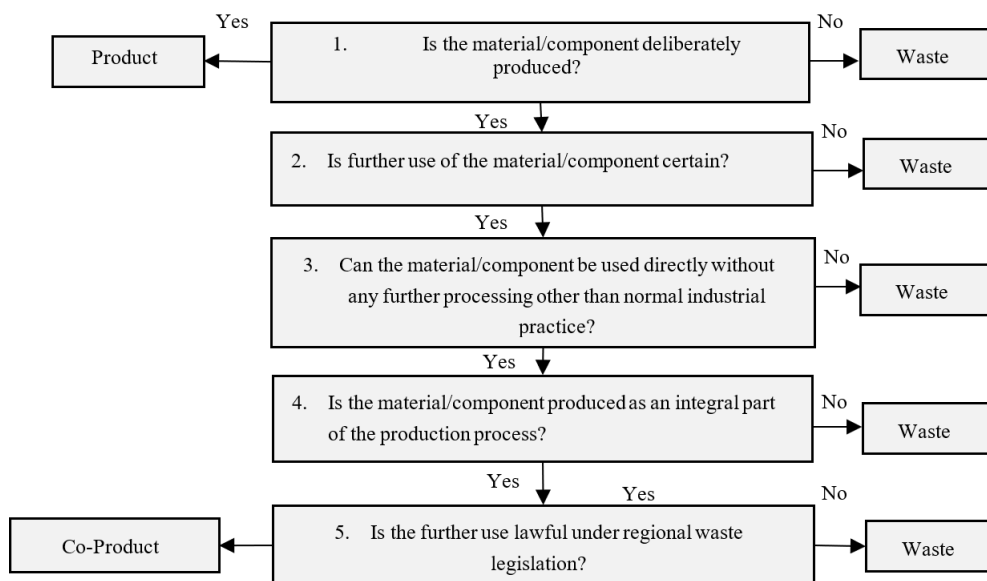 Yes
No
Product
1. Is the material/component deliberately
produced?
Waste
Yes
No
2. Is further use of the material/component certain?
Waste
Yes
No
3. Can the material/component be used directly without
any further processing other than normal industrial
practice?
Waste
Yes
No
4. Is the material/component produced as an integral part
of the production process?
Waste
Yes
Yes
No
Co-Product
5. Is the further use lawful under regional waste
legislation?
Waste